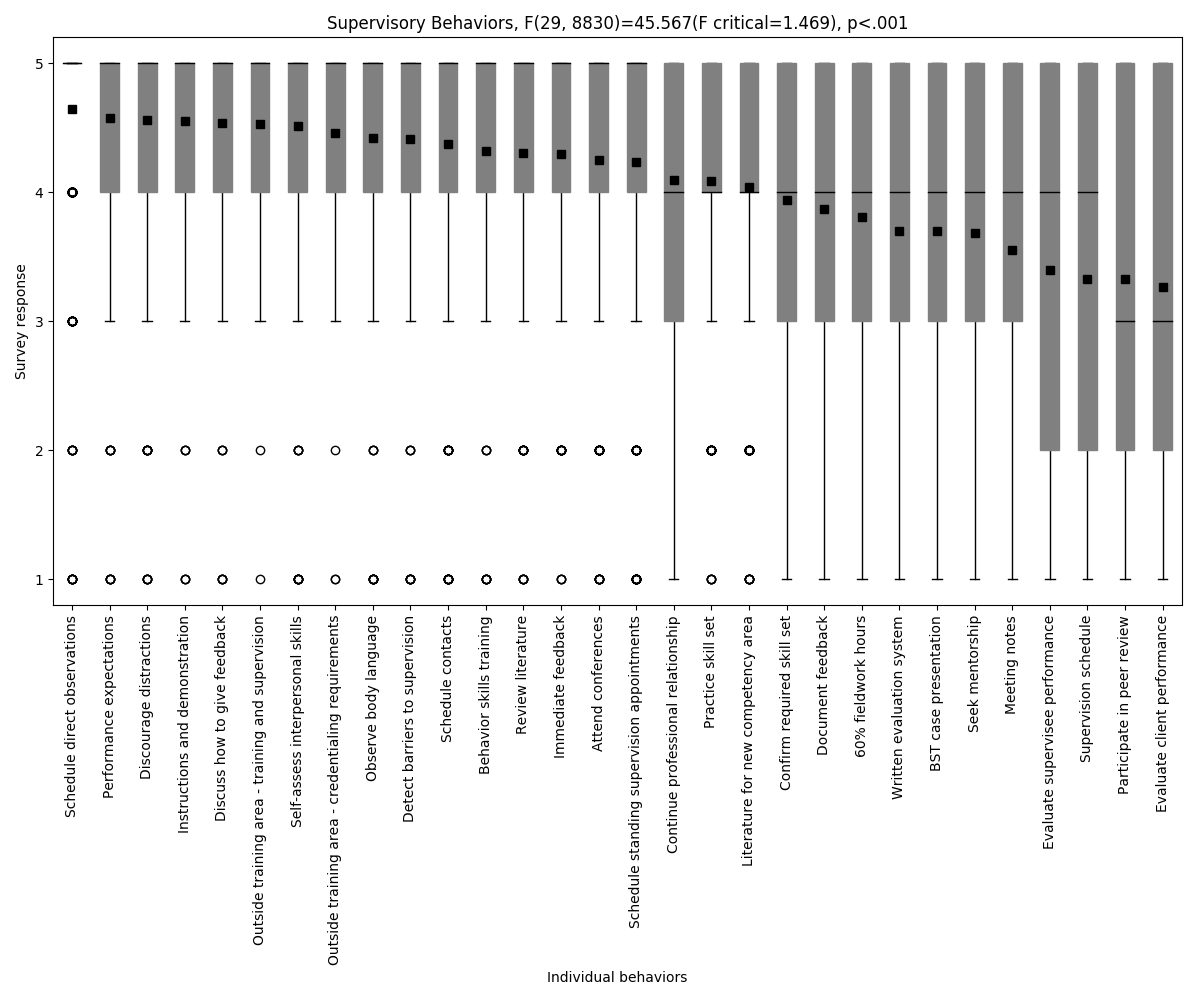 Supervisory Behaviors, F(29, 8830)=45.567(F critical=1.469), p<.001
Survey response
5
4
3
2
1
Schedule direct observations
Performance expectations
Discourage distractions
Instructions and demonstration
Discuss how to give feedback
Outside training area - training and supervision
Self-assess interpersonal skills
Outside training area - credentialing requirements
Observe body language
Detect barriers to supervision
Schedule contacts
Behavior skills training
Review literature
Immediate feedback
Attend conferences
Schedule standing supervision appointments
Continue professional relationship
Practice skill set
Literature for new competency area
Confirm required skill set
Document feedback
60% fieldwork hours
Written evaluation system
BST case presentation
Seek mentorship
Meeting notes
Evaluate supervisee performance
Supervision schedule
Participate in peer review
Evaluate client performance
Individual behaviors